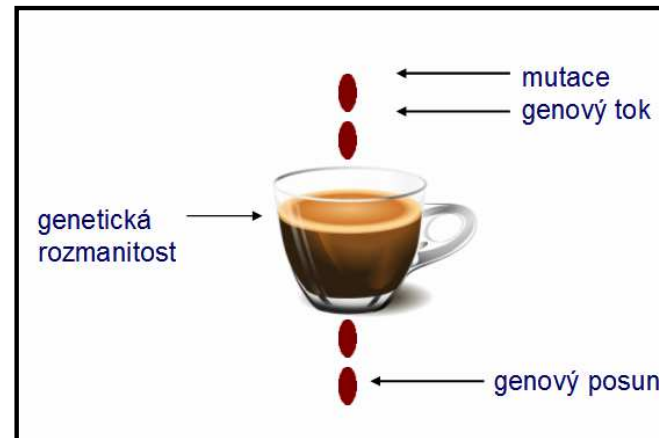 mutace
genový tok
genetická
rozmanitost
genový posun